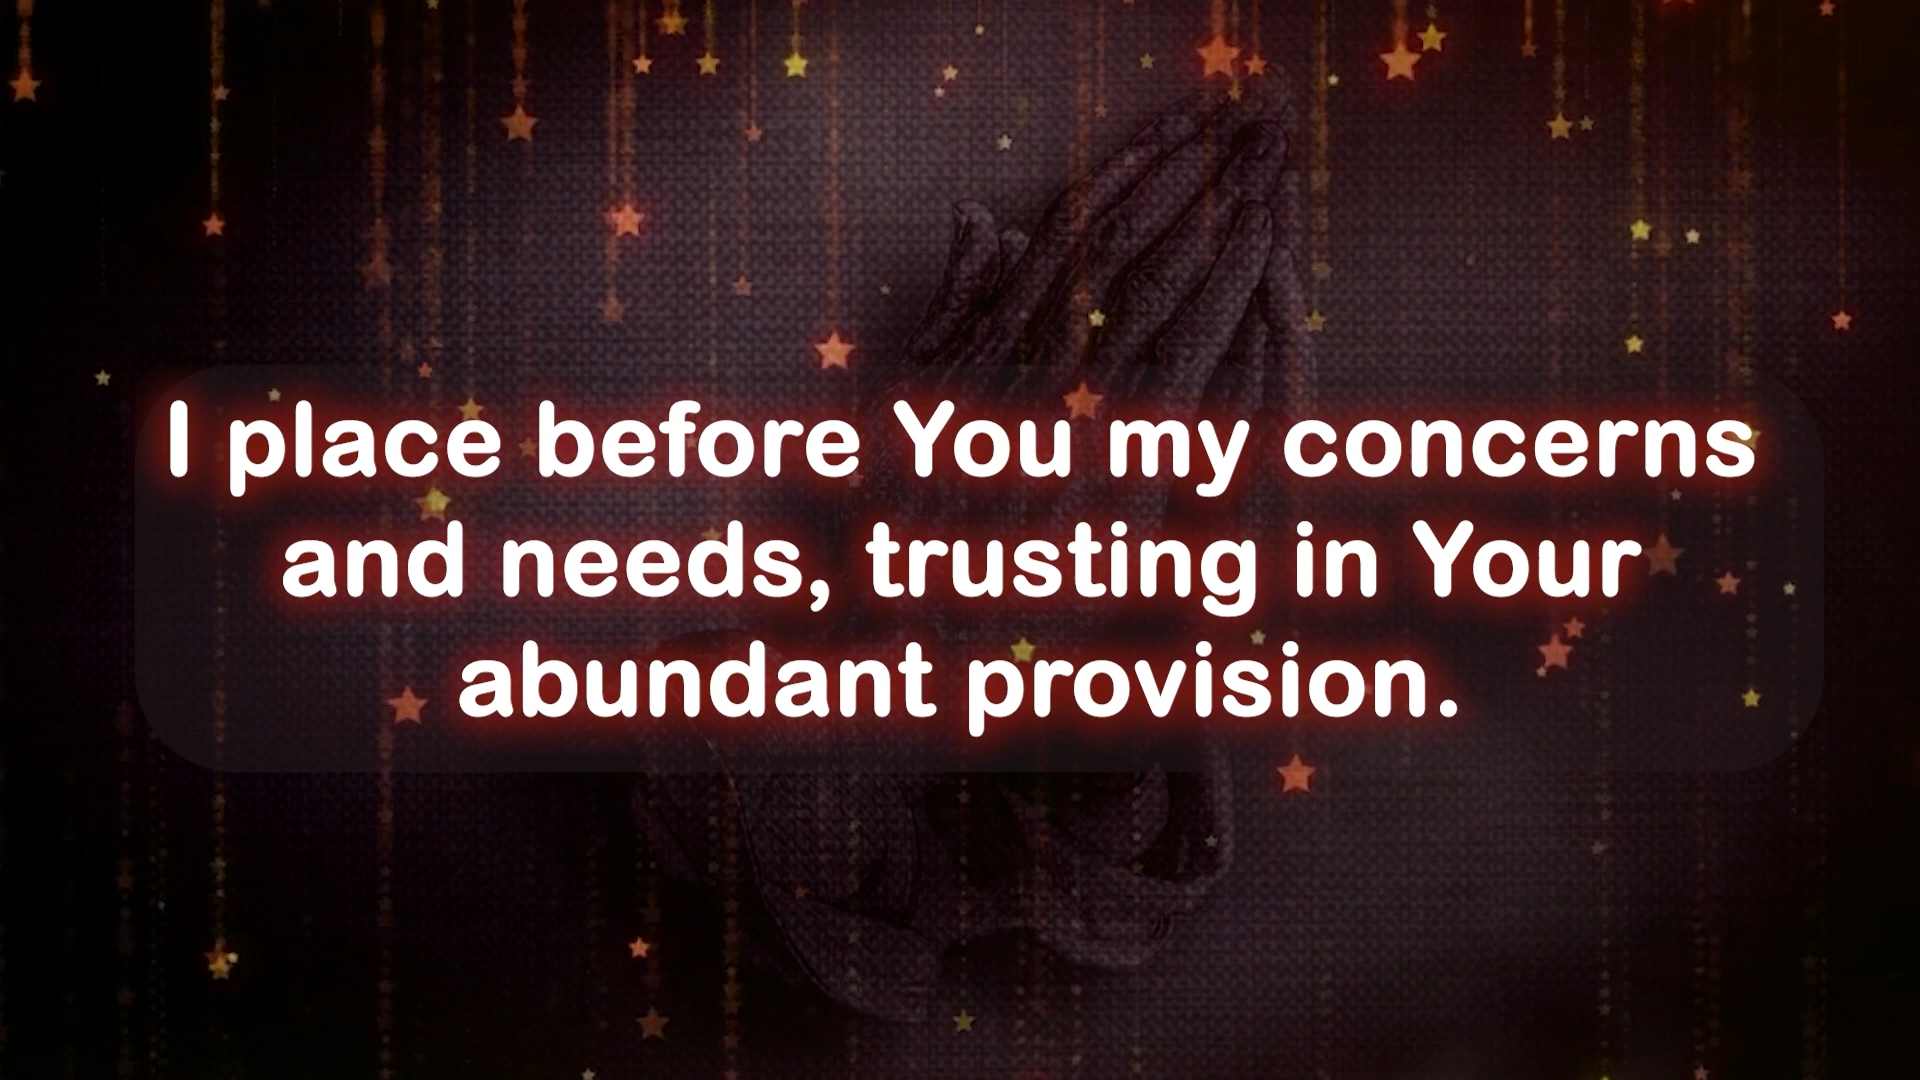 I place before You my concerns
and needs, trusting in Your
abundant provision.